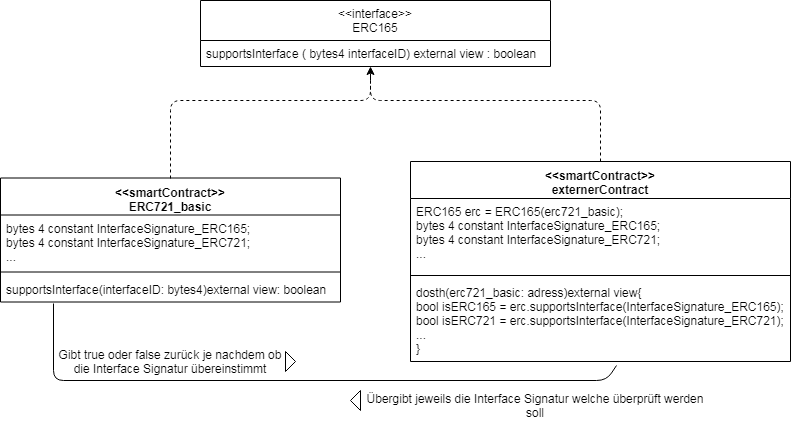 <<interface>>
ERC165
supportsInterface ( bytes4 interfaceID) external view : boolean
<<smartContract>>
ERC721_basic
bytes 4 constant InterfaceSignature_ERC165;
bytes 4 constant InterfaceSignature_ERC721;
...
supportsInterface(interfaceID: bytes4)external view: boolean
<<smartContract>>
externerContract
ERC165 erc = ERC165(erc721_basic);
bytes 4 constant InterfaceSignature_ERC165;
bytes 4 constant InterfaceSignature_ERC721;
...
dosth(erc721_basic: adress)external view{
bool isERC165 = erc.supportsInterface(InterfaceSignature_ERC165);
bool isERC721 = erc.supportsInterface(InterfaceSignature_ERC721);
...
}
Gibt true oder false zurück je nachdem ob
die Interface Signatur übereinstimmt
Übergibt jeweils die Interface Signatur welche überprüft werden
soll